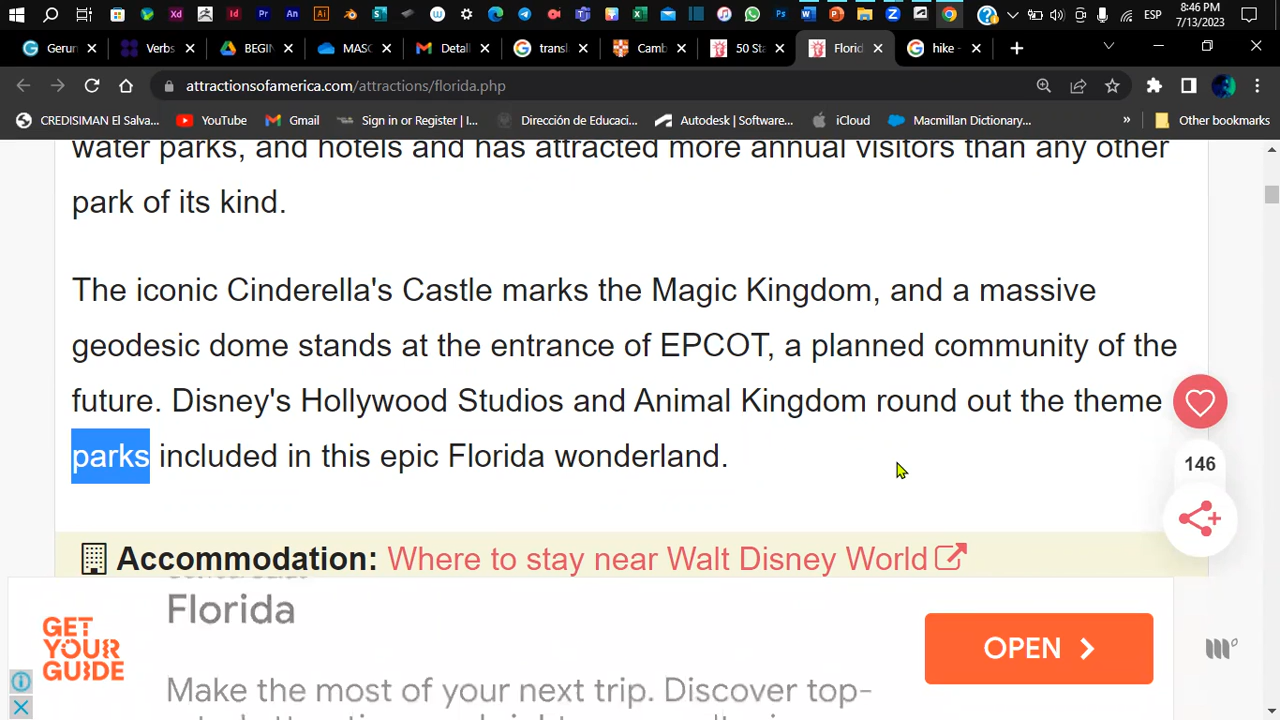 8:46 PM
ESP
7/13/2023
Gerun
Verbs
BEGIN
MASC
Detall
transl
Camb
50 Sta
Florid
hike -
attractionsofamerica.com/attractions/florida.php
CREDISIMAN El Salva...
YouTube
Gmail
Sign in or Register | I...
Dirección de Educaci...
Autodesk | Software...
iCloud
Macmillan Dictionary...
»
Other bookmarks
water parks, and hotels and has attracted more annual visitors than any other
park of its kind.
The iconic Cinderella's Castle marks the Magic Kingdom, and a massive
geodesic dome stands at the entrance of EPCOT, a planned community of the
future. Disney's Hollywood Studios and Animal Kingdom round out the theme
parks included in this epic Florida wonderland.
146
Accommodation: Where to stay near Walt Disney World
Florida
GET
YOUR
GUIDE
OPEN
Make the most of your next trip. Discover top-